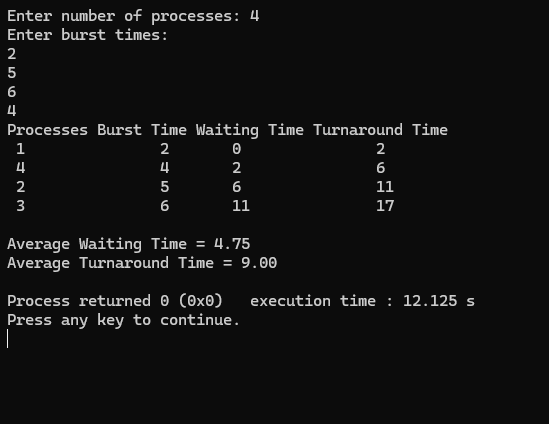 Enter number of processes: 4
Enter burst times:
2
5
6
4
Processes Burst Time Waiting Time Turnaround Time
1 2 0 2
4 4 2 6
2 5 6 11
3 6 11 17
Average Waiting Time = 4.75
Average Turnaround Time = 9.00
Process returned 0 (0x0) execution time : 12.125 s
Press any key to continue.